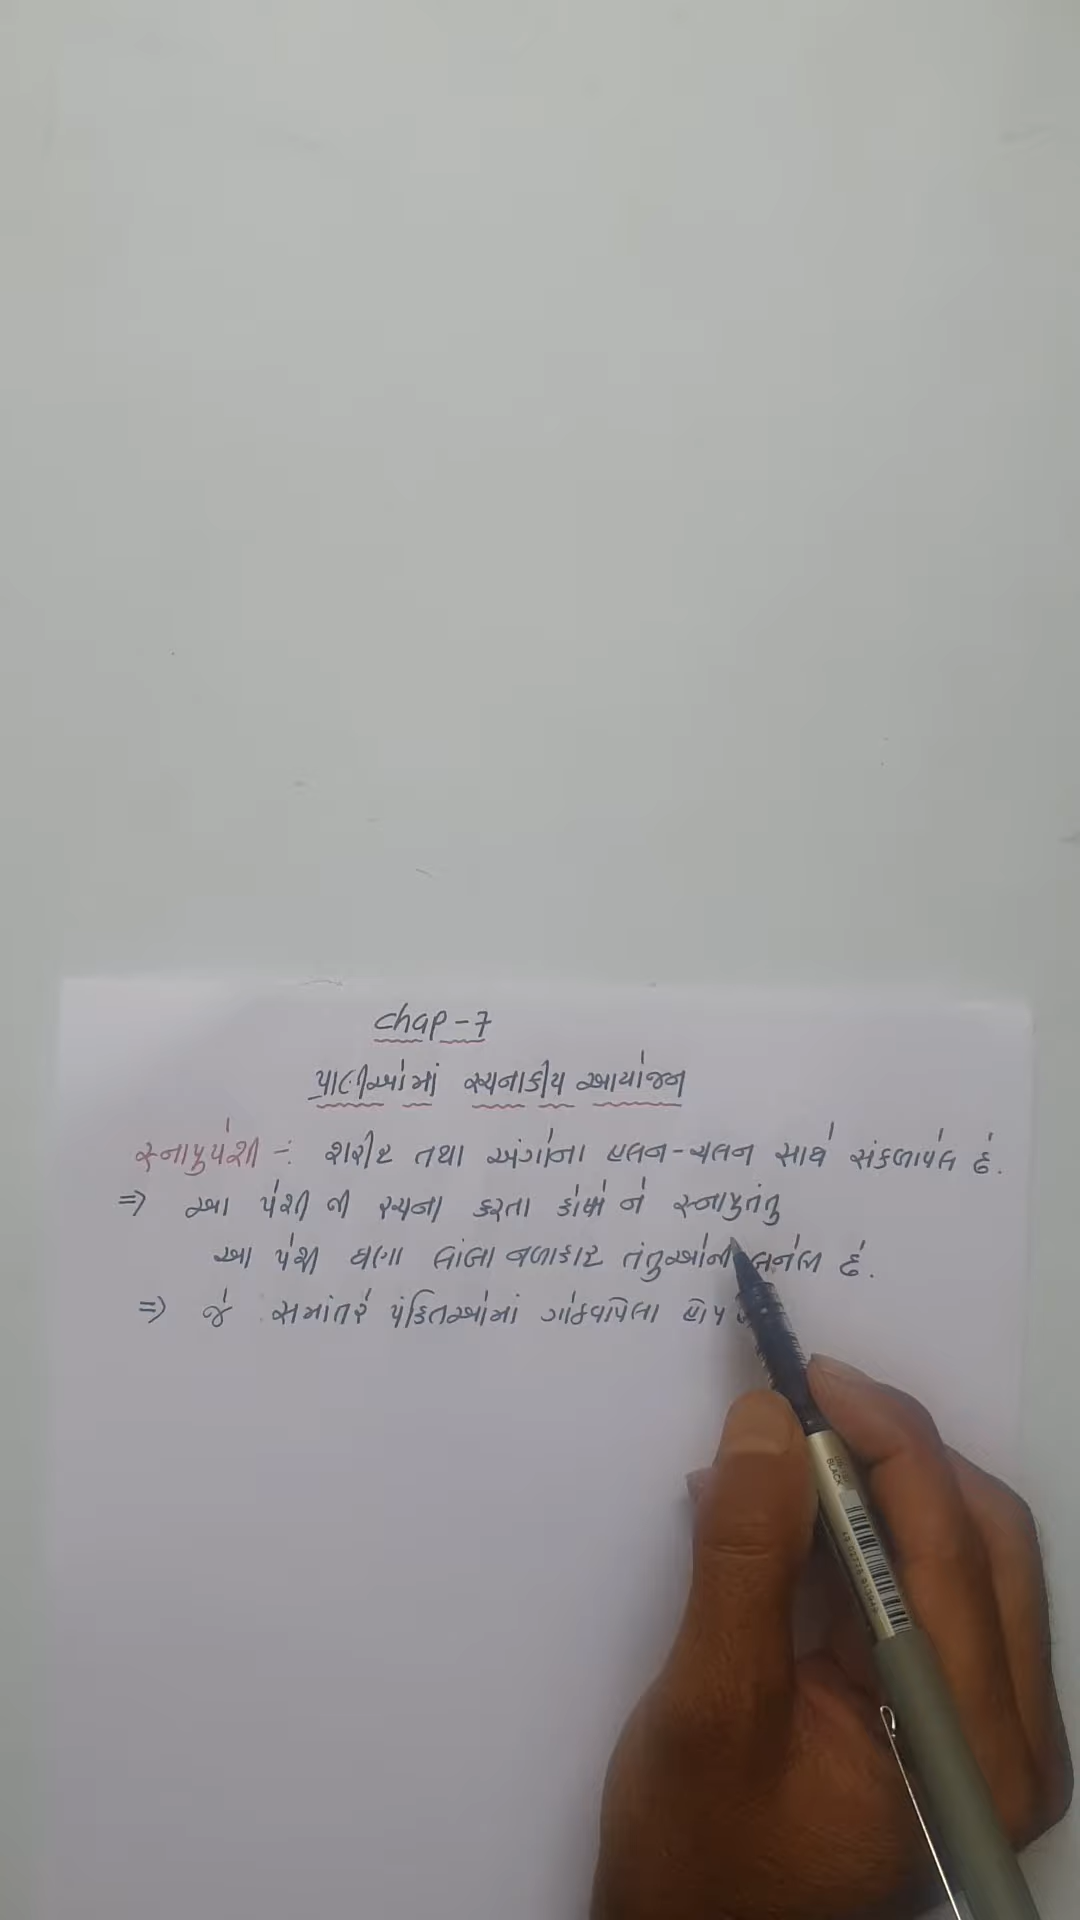 Chap-7
પ્રાણીઓમાં રચનાકીય આયોજન
સ્નાયુપેશી :- શરીર તથા અંગોના હલન-ચલન સાથે સંકળાયેલ છે.
⇒ આ પેશી ની રચના કરતા કોષો ને સ્નાયુતંતુ
આ પેશી ઘણા લાંબા નળાકાર તંતુઓની બનેલી છે.
⇒ જે સમાંતરે પંકિતઓમાં ગોઠવાયેલા હોય